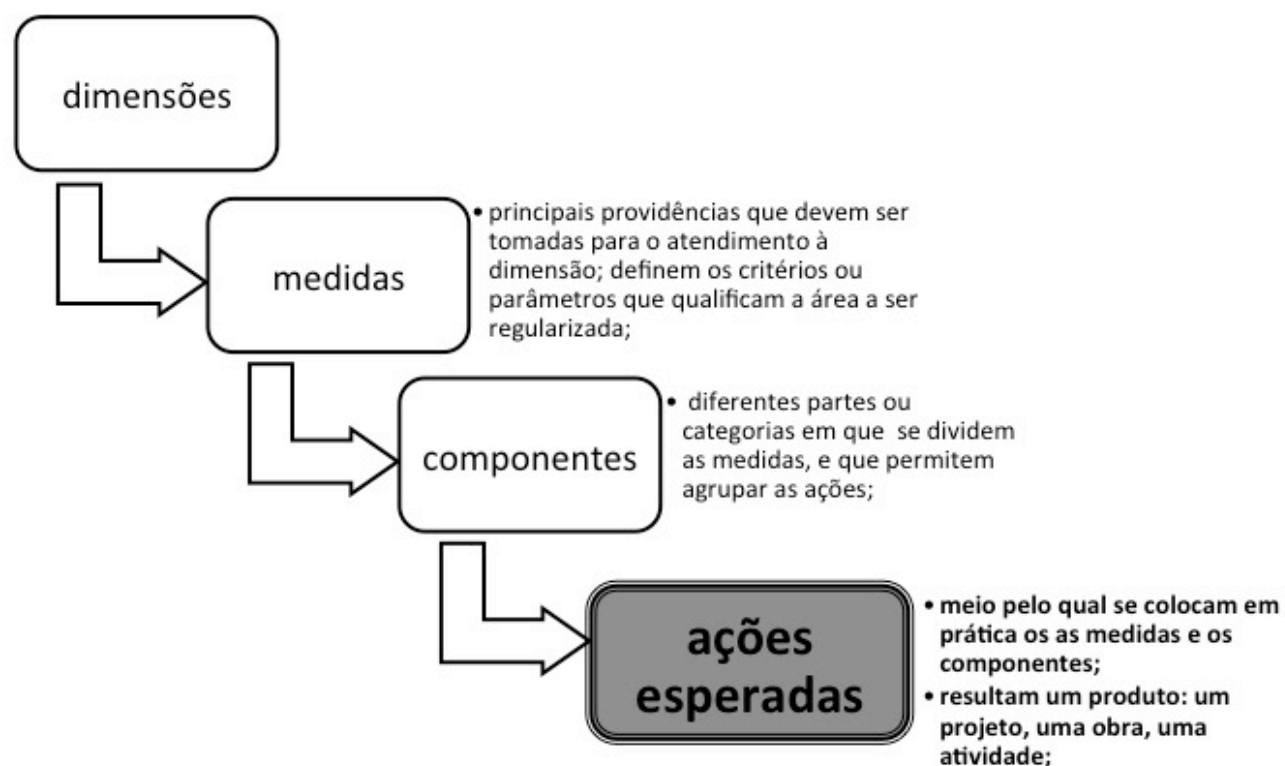 dimensões
medidas
• principais providências que devem ser
tomadas para o atendimento à
dimensão; definem os critérios ou
parâmetros que qualificam a área a ser
regularizada;
componentes
• diferentes partes ou
categorias em que se dividem
as medidas, e que permitem
agrupar as ações;
ações
esperadas
• meio pelo qual se colocam em
prática os as medidas e os
componentes;
• resultam um produto: um
projeto, uma obra, uma
atividade;